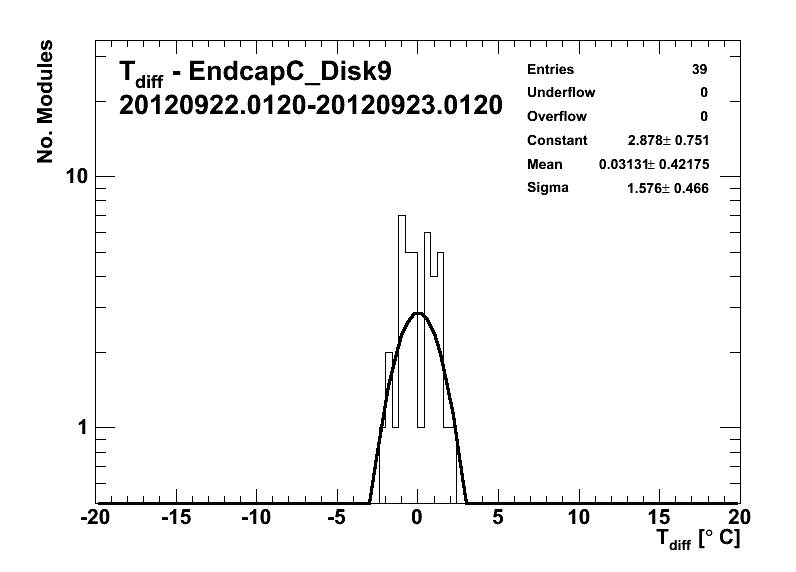 No. Modules
T_diff - EndcapC_Disk9
20120922.0120-20120923.0120
Entries 39
Underflow 0
Overflow 0
Constant 2.878± 0.751
Mean 0.03131± 0.42175
Sigma 1.576± 0.466
10
1
-20 -15 -10 -5 0 5 10 15 20
T_diff [° C]